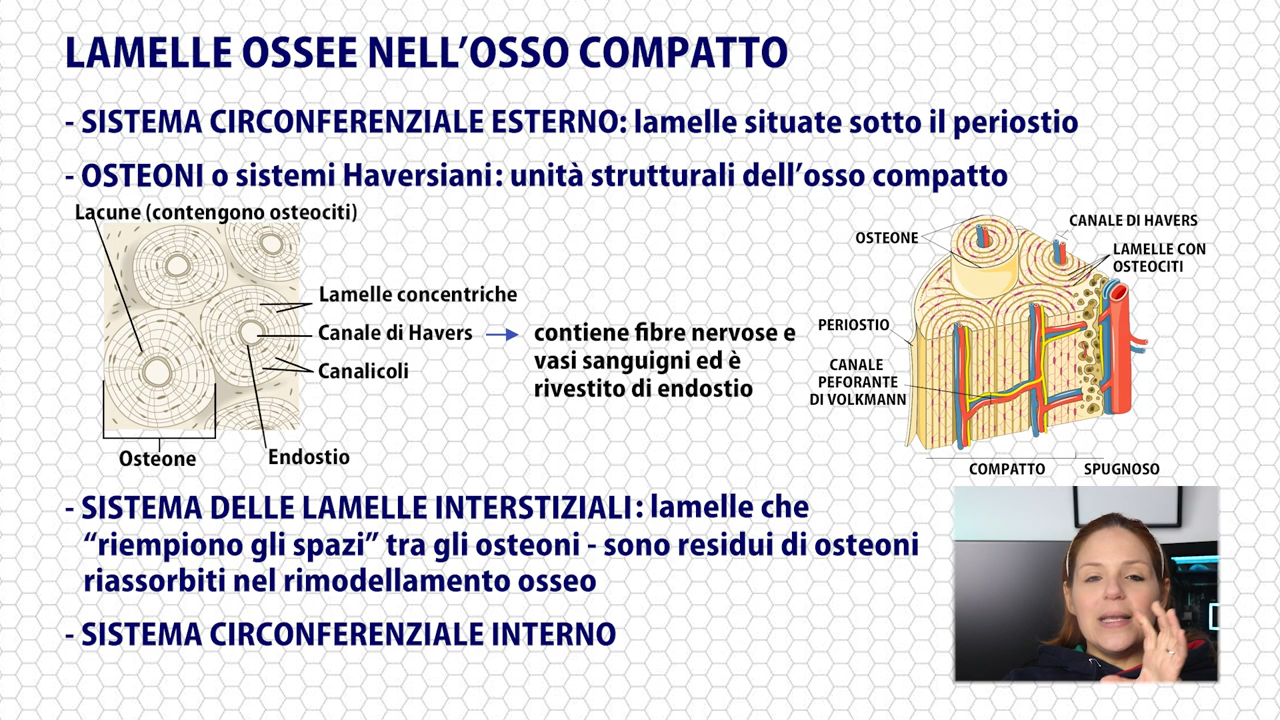 LAMELLE OSSEE NELL'OSSO COMPATTO
- SISTEMA CIRCONFERENZIALE ESTERNO: lamelle situate sotto il periostio
- OSTEONI o sistemi Haversiani: unità strutturali dell'osso compatto
Lacune (contengono osteociti)
Lamelle concentriche
Canale di Havers
Canalicoli
Osteone
Endostio
contiene fibre nervose e
vasi sanguigni ed è
rivestito di endostio
OSTEONE
CANALE DI HAVERS
LAMELLE CON
OSTEOCITI
PERIOSTIO
CANALE
PEFORANTE
DI VOLKMANN
COMPATTO
SPUGNOSO
- SISTEMA DELLE LAMELLE INTERSTIZIALI: lamelle che
“riempiono gli spazi” tra gli osteoni - sono residui di osteoni
riassorbiti nel rimodellamento osseo
- SISTEMA CIRCONFERENZIALE INTERNO